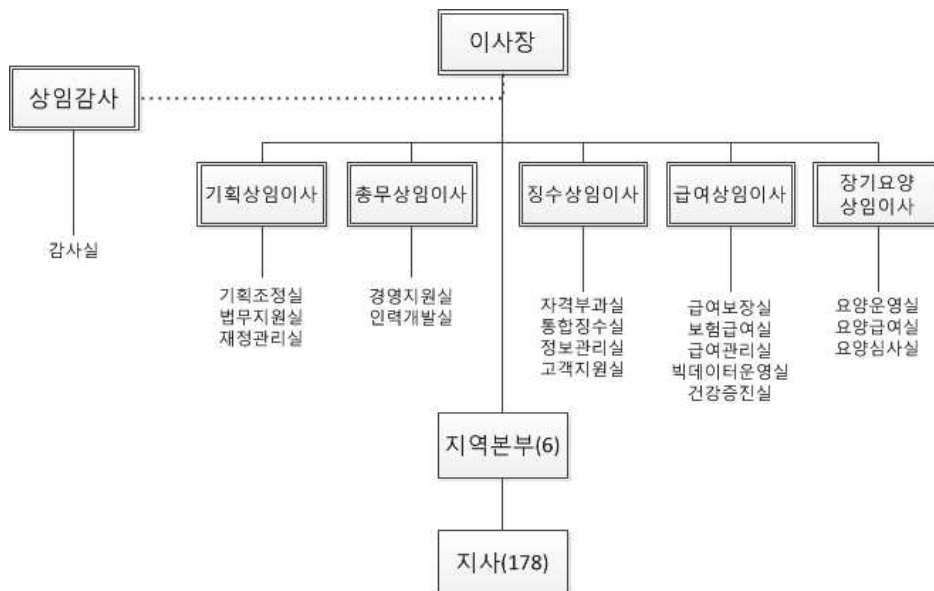 이사장
상임감사
기획상임이사
총무상임이사
징수상임이사
급여상임이사
장기요양
상임이사
감사실
기획조정실
법무지원실
재정관리실
경영지원실
인력개발실
자격부과실
통합징수실
정보관리실
고객지원실
급여보장실
보험급여실
급여관리실
빅데이터운영실
건강증진실
요양운영실
요양급여실
요양심사실
지역본부(6)
지사(178)